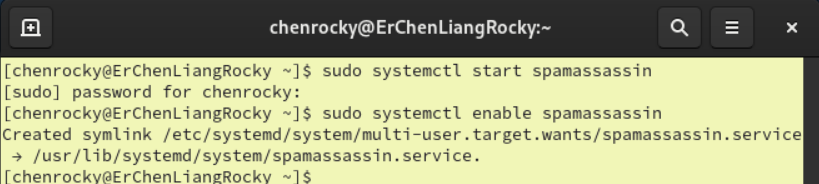 chenrocky@ErChenLiangRocky:~
[chenrocky@ErChenLiangRocky ~]$ sudo systemctl start spamassassin
[sudo] password for chenrocky:
[chenrocky@ErChenLiangRocky ~]$ sudo systemctl enable spamassassin
Created symlink /etc/systemd/system/multi-user.target.wants/spamassassin.service
→ /usr/lib/systemd/system/spamassassin.service.
[chenrocky@ErChenLiangRocky ~]$